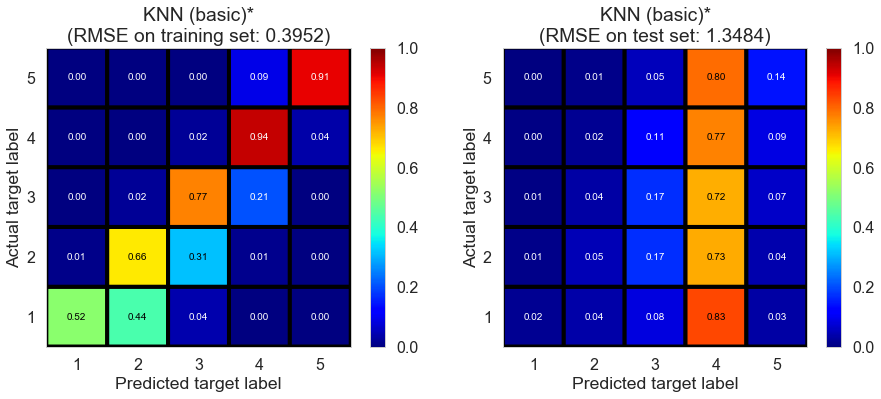 KNN (basic)*
(RMSE on training set: 0.3952)
Actual target label
5
0.00 0.00 0.00 0.09 0.91
4
0.00 0.00 0.02 0.94 0.04
3
0.00 0.02 0.77 0.21 0.00
2
0.01 0.66 0.31 0.01 0.00
1
0.52 0.44 0.04 0.00 0.00
1 2 3 4 5
Predicted target label
1.0
0.8
0.6
0.4
0.2
0.0
KNN (basic)*
(RMSE on test set: 1.3484)
Actual target label
5
0.00 0.01 0.05 0.80 0.14
4
0.00 0.02 0.11 0.77 0.09
3
0.01 0.04 0.17 0.72 0.07
2
0.01 0.05 0.17 0.73 0.04
1
0.02 0.04 0.08 0.83 0.03
1 2 3 4 5
Predicted target label
1.0
0.8
0.6
0.4
0.2
0.0